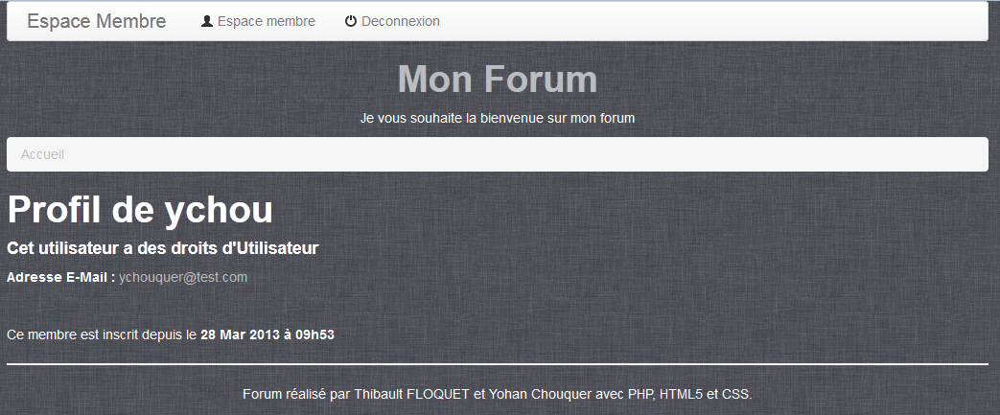 Espace Membre Espace membre Deconnexion
Mon Forum
Je vous souhaite la bienvenue sur mon forum
Accueil
Profil de ychou
Cet utilisateur a des droits d'Utilisateur
Adresse E-Mail : ychouquer@test.com
Ce membre est inscrit depuis le 28 Mar 2013 à 09h53
Forum réalisé par Thibault FLOQUET et Yohan Chouquer avec PHP, HTML5 et CSS.